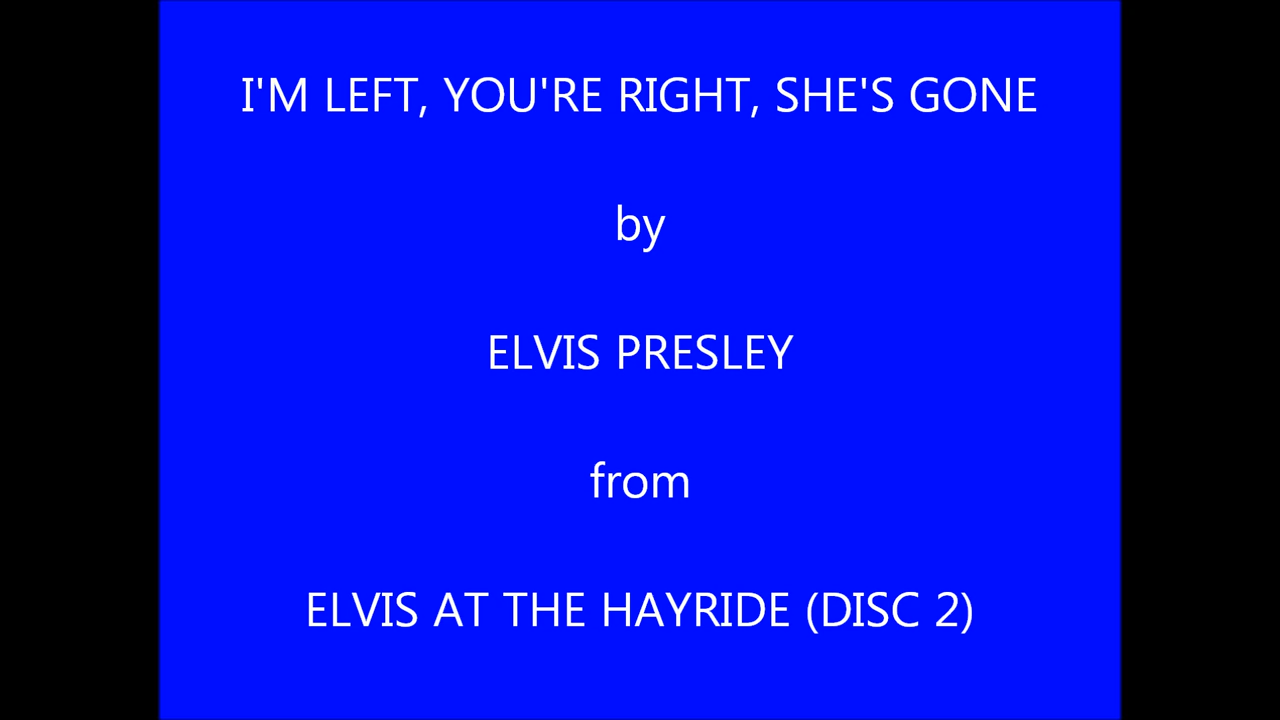 I'M LEFT, YOU'RE RIGHT, SHE'S GONE
by
ELVIS PRESLEY
from
ELVIS AT THE HAYRIDE (DISC 2)